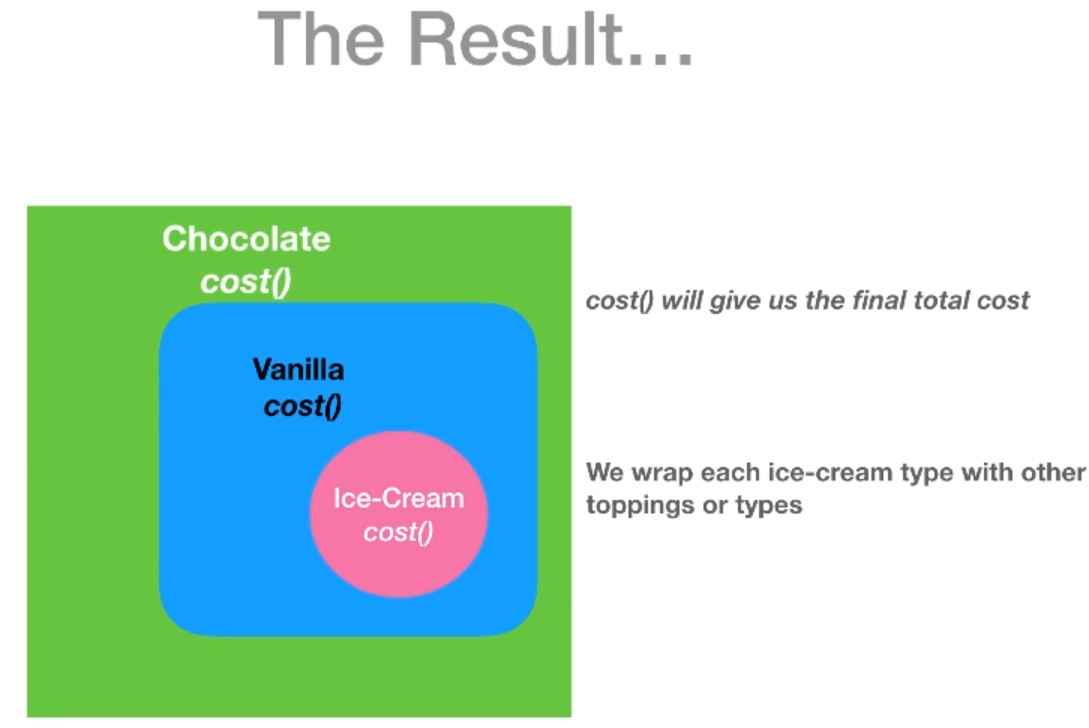 The Result...
Chocolate
cost()
cost() will give us the final total cost
Vanilla
cost()
We wrap each ice-cream type with other
toppings or types
Ice-Cream
cost()